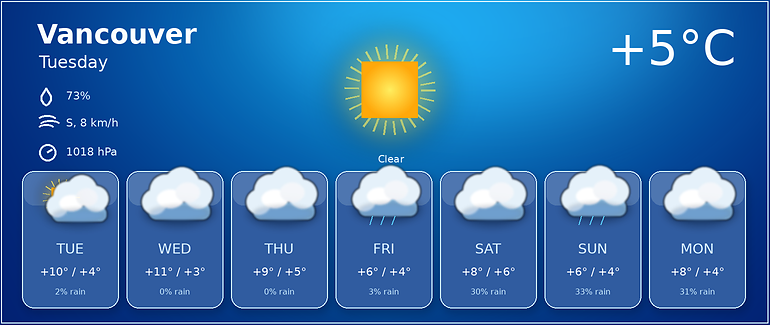 Vancouver
Tuesday
+5°C
73%
S, 8 km/h
1018 hPa
Clear
TUE
+10° / +4°
2% rain
WED
+11° / +3°
0% rain
THU
+9° / +5°
0% rain
FRI
+6° / +4°
3% rain
SAT
+8° / +6°
30% rain
SUN
+6° / +4°
33% rain
MON
+8° / +4°
31% rain